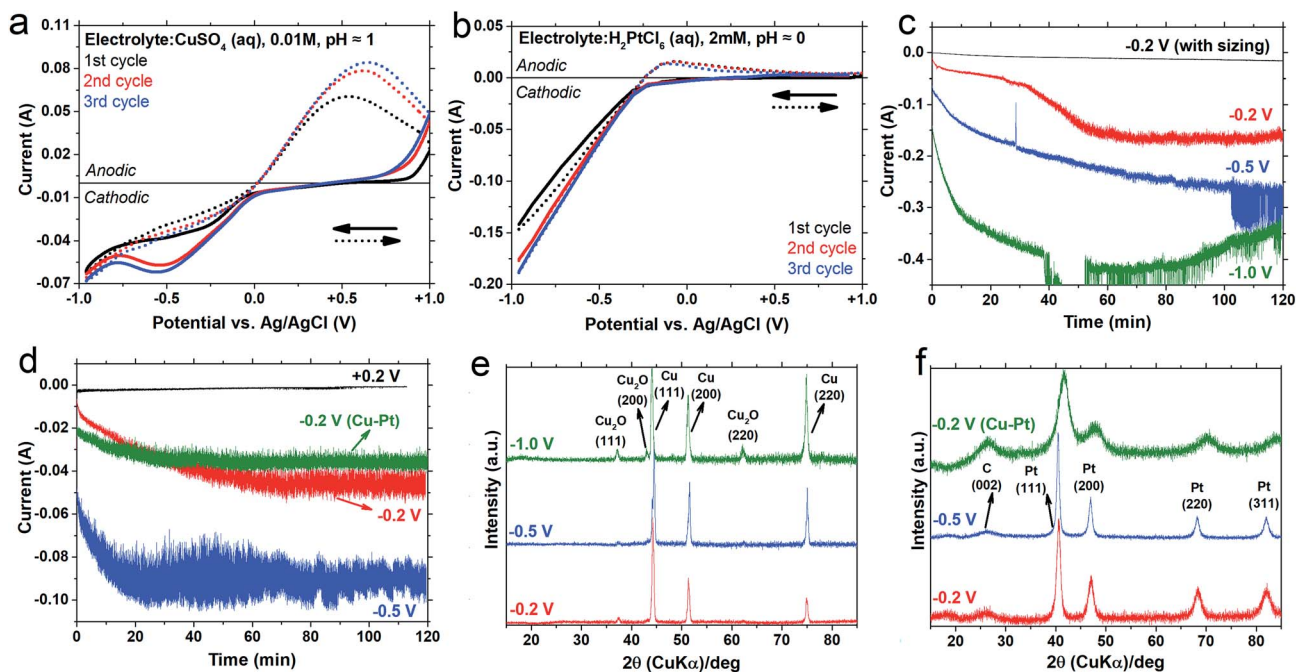 a
Electrolyte:CuSO4 (aq), 0.01M, pH ≈ 1
1st cycle
2nd cycle
3rd cycle
Anodic
Cathodic
Current (A)
0.11
0.08
0.05
0.02
-0.01
-0.04
-0.07
-1.0
-0.5
0.0
+0.5
+1.0
Potential vs. Ag/AgCl (V)
b
Electrolyte:H2PtCl6 (aq), 2mM, pH ≈ 0
Anodic
Cathodic
1st cycle
2nd cycle
3rd cycle
Current (A)
0.05
0.00
-0.05
-0.10
-0.15
-0.20
-1.0
-0.5
0.0
+0.5
+1.0
Potential vs. Ag/AgCl (V)
c
-0.2 V (with sizing)
-0.2 V
-0.5 V
-1.0 V
Current (A)
0.0
-0.1
-0.2
-0.3
-0.4
0
20
40
60
80
100
120
Time (min)
d
+0.2 V
-0.2 V (Cu-Pt)
-0.2 V
-0.5 V
Current (A)
0.00
-0.02
-0.04
-0.06
-0.08
-0.10
0
20
40
60
80
100
120
Time (min)
e
Cu2O
(111)
Cu2O
(200)
Cu
(111)
Cu
(200)
Cu2O
(220)
Cu
(220)
-1.0 V
-0.5 V
-0.2 V
Intensity (a.u.)
20
30
40
50
60
70
80
2θ (CuKα)/deg
f
-0.2 V (Cu-Pt)
C
(002)
Pt
(111)
Pt
(200)
Pt
(220)
Pt
(311)
-0.5 V
-0.2 V
Intensity (a.u.)
20
30
40
50
60
70
80
2θ (CuKα)/deg